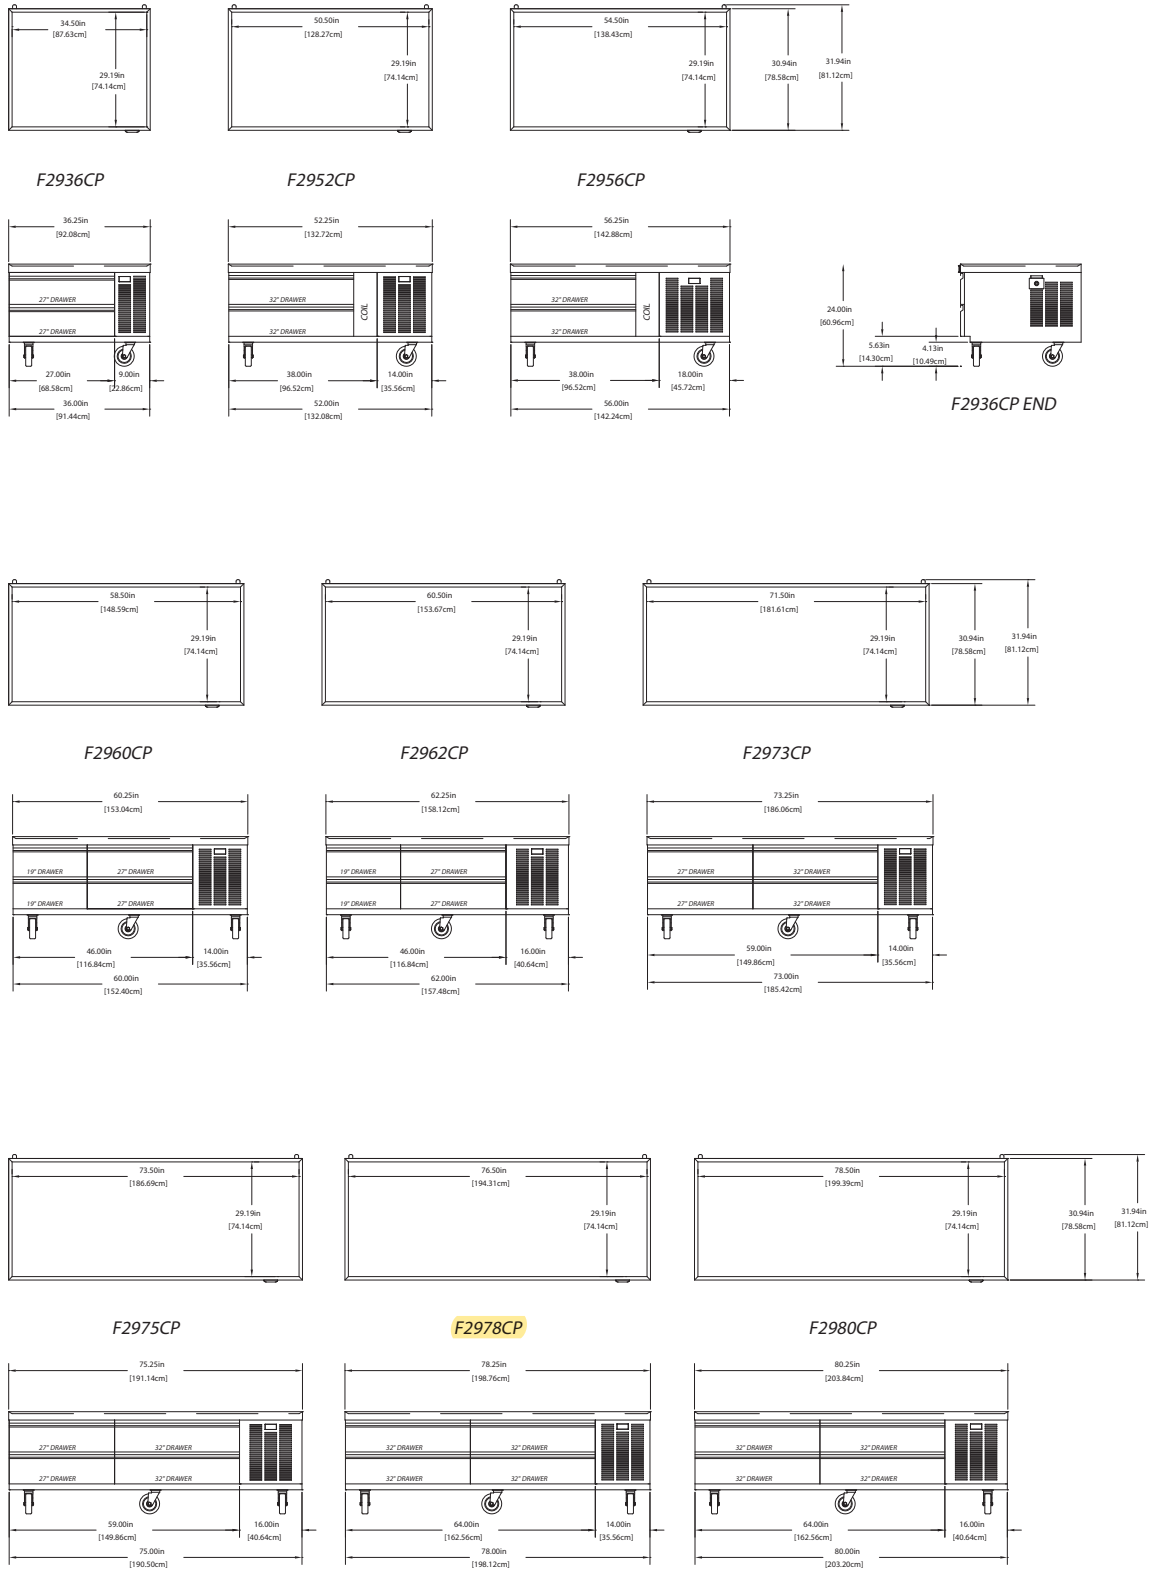 34.50in
[87.63cm]
29.19in
[74.14cm]
50.50in
[128.27cm]
29.19in
[74.14cm]
54.50in
[138.43cm]
29.19in
[74.14cm]
30.94in
[78.58cm]
31.94in
[81.12cm]
F2936CP
F2952CP
F2956CP
36.25in
[92.08cm]
27" DRAWER
27" DRAWER
27.00in
[68.58cm]
9.00in
[22.86cm]
36.00in
[91.44cm]
52.25in
[132.72cm]
32" DRAWER
32" DRAWER
COIL
38.00in
[96.52cm]
14.00in
[35.56cm]
52.00in
[132.08cm]
56.25in
[142.88cm]
32" DRAWER
32" DRAWER
COIL
38.00in
[96.52cm]
18.00in
[45.72cm]
56.00in
[142.24cm]
24.00in
[60.96cm]
5.63in
[14.30cm]
4.13in
[10.49cm]
F2936CP END
58.50in
[148.59cm]
29.19in
[74.14cm]
60.50in
[153.67cm]
29.19in
[74.14cm]
71.50in
[181.61cm]
29.19in
[74.14cm]
30.94in
[78.58cm]
31.94in
[81.12cm]
F2960CP
F2962CP
F2973CP
60.25in
[153.04cm]
19" DRAWER
27" DRAWER
19" DRAWER
27" DRAWER
46.00in
[116.84cm]
14.00in
[35.56cm]
60.00in
[152.40cm]
62.25in
[158.12cm]
19" DRAWER
27" DRAWER
19" DRAWER
27" DRAWER
46.00in
[116.84cm]
16.00in
[40.64cm]
62.00in
[157.48cm]
73.25in
[186.06cm]
27" DRAWER
32" DRAWER
27" DRAWER
32" DRAWER
59.00in
[149.86cm]
14.00in
[35.56cm]
73.00in
[185.42cm]
73.50in
[186.69cm]
29.19in
[74.14cm]
76.50in
[194.31cm]
29.19in
[74.14cm]
78.50in
[199.39cm]
29.19in
[74.14cm]
30.94in
[78.58cm]
31.94in
[81.12cm]
F2975CP
F2978CP
F2980CP
75.25in
[191.14cm]
27" DRAWER
32" DRAWER
27" DRAWER
32" DRAWER
59.00in
[149.86cm]
16.00in
[40.64cm]
75.00in
[190.50cm]
78.25in
[198.76cm]
32" DRAWER
32" DRAWER
32" DRAWER
32" DRAWER
64.00in
[162.56cm]
14.00in
[35.56cm]
78.00in
[198.12cm]
80.25in
[203.84cm]
32" DRAWER
32" DRAWER
32" DRAWER
32" DRAWER
64.00in
[162.56cm]
16.00in
[40.64cm]
80.00in
[203.20cm]